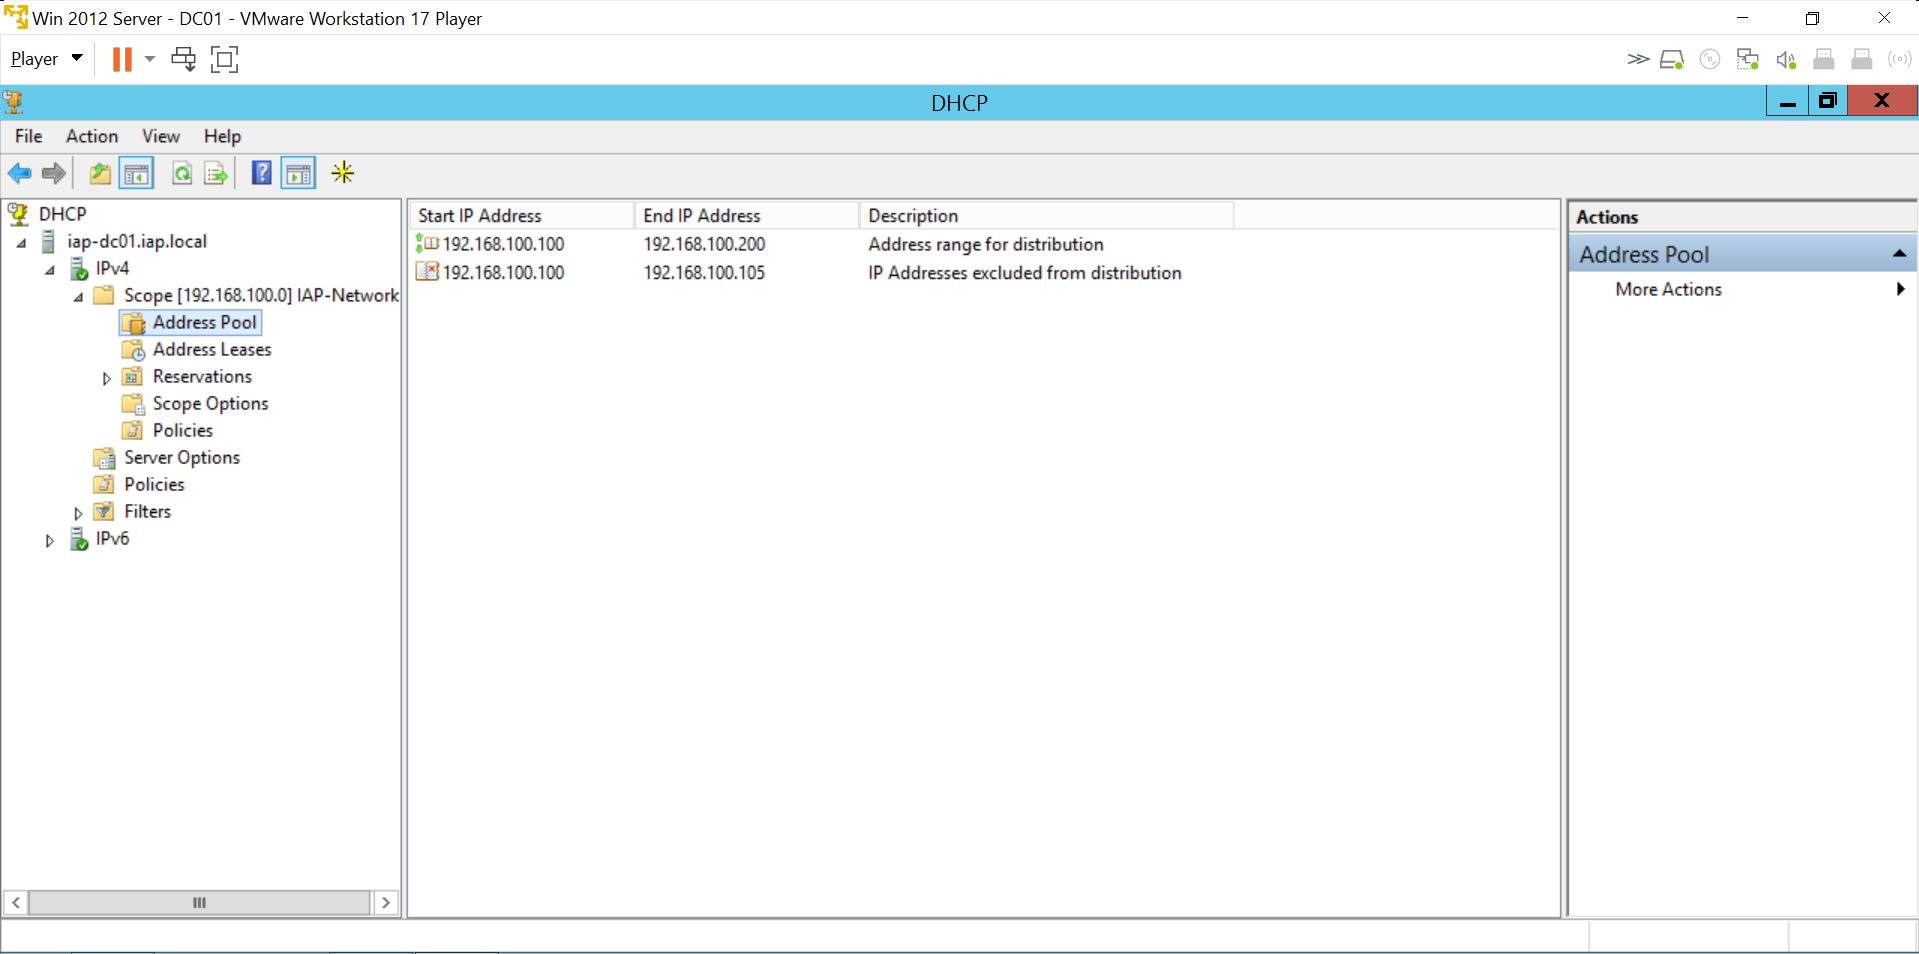 Win 2012 Server - DC01 - VMware Workstation 17 Player
Player
DHCP
File Action View Help
DHCP
iap-dc01.iap.local
IPv4
Scope [192.168.100.0] IAP-Network
Address Pool
Address Leases
Reservations
Scope Options
Policies
Server Options
Policies
Filters
IPv6
Start IP Address End IP Address Description
192.168.100.100 192.168.100.200 Address range for distribution
192.168.100.100 192.168.100.105 IP Addresses excluded from distribution
Actions
Address Pool
More Actions